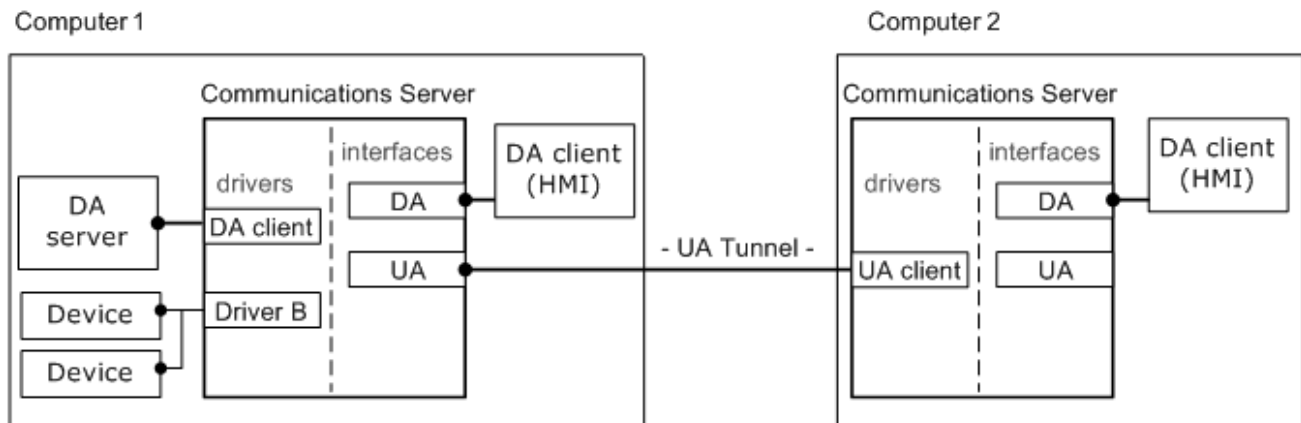 Computer 1
Computer 2
Communications Server
Communications Server
drivers
interfaces
DA client
(HMI)
DA
server
DA client
DA
UA
Driver B
Device
Device
- UA Tunnel -
drivers
interfaces
DA client
(HMI)
DA
UA client
UA